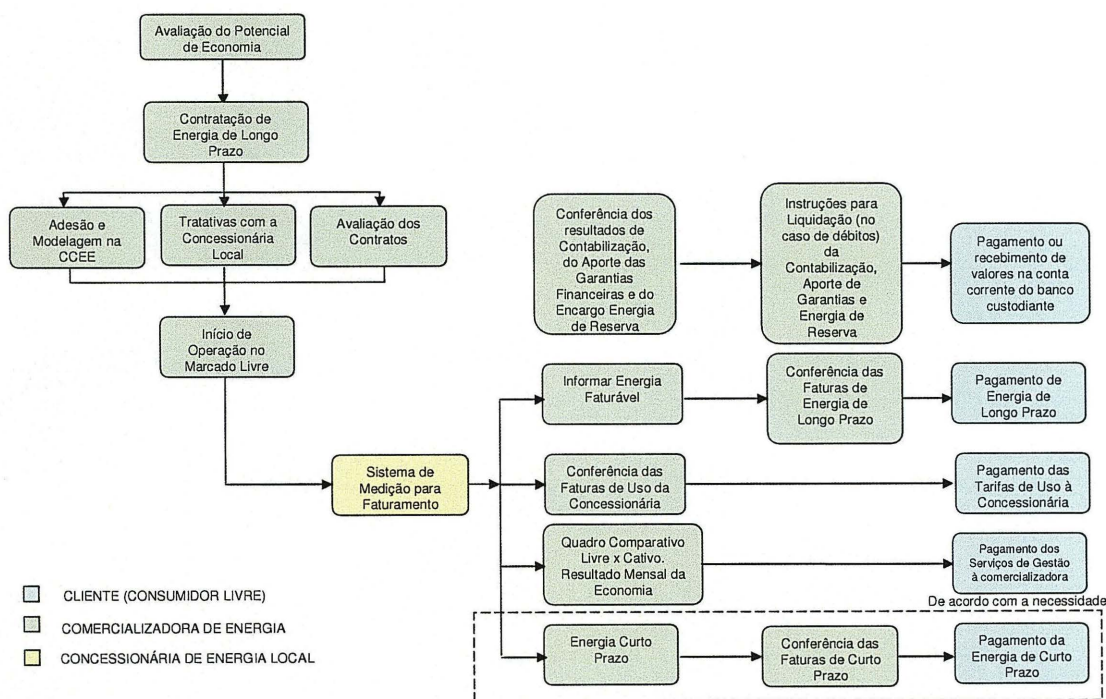 Avaliação do Potencial
de Economia
Contratação de
Energia de Longo
Prazo
Adesão e
Modelagem na
CCEE
Tratativas com a
Concessionária
Local
Avaliação dos
Contratos
Início de
Operação no
Marcado Livre
Sistema de
Medição para
Faturamento
Conferência dos
resultados de
Contabilização,
do Aporte das
Garantias
Financeiras e do
Encargo Energia
de Reserva
Instruções para
Liquidação (no
caso de débitos)
da
Contabilização,
Aporte de
Garantias e
Energia de
Reserva
Pagamento ou
recebimento de
valores na conta
corrente do banco
custodiante
Informar Energia
Faturável
Conferência das
Faturas de
Energia de
Longo Prazo
Pagamento de
Energia de
Longo Prazo
Conferência das
Faturas de Uso da
Concessionária
Pagamento das
Tarifas de Uso à
Concessionária
Quadro Comparativo
Livre x Cativo.
Resultado Mensal da
Economia
Pagamento dos
Serviços de Gestão
à comercializadora
De acordo com a necessidade
Energia Curto
Prazo
Conferência das
Faturas de Curto
Prazo
Pagamento da
Energia de Curto
Prazo
CLIENTE (CONSUMIDOR LIVRE)
COMERCIALIZADORA DE ENERGIA
CONCESSIONÁRIA DE ENERGIA LOCAL